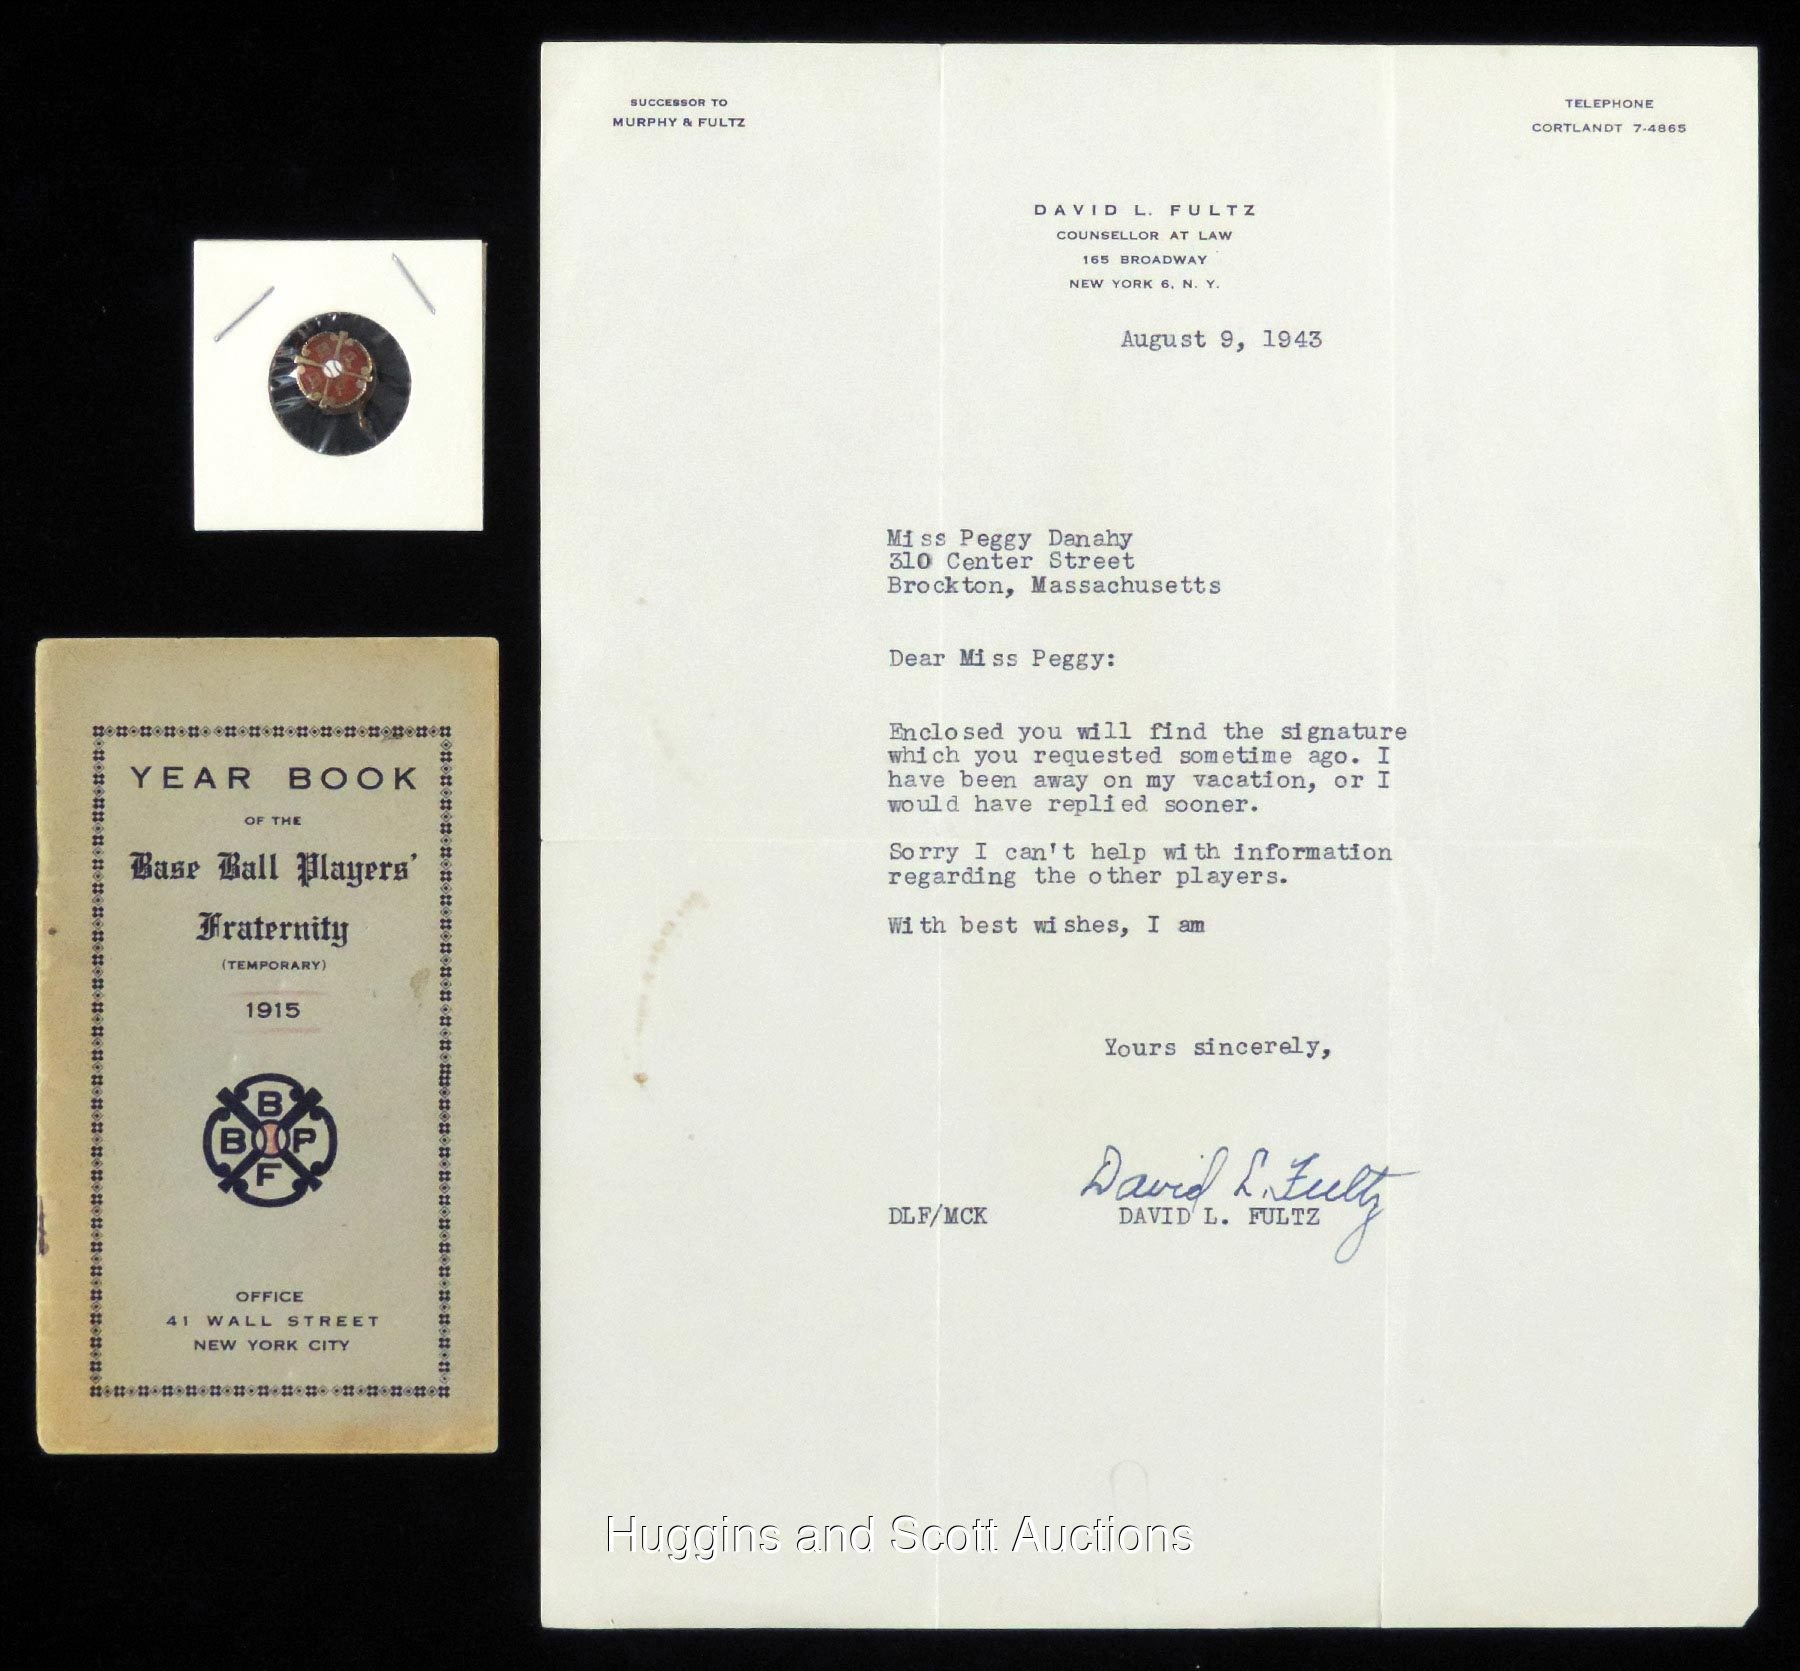 SUCCESSOR TO
MURPHY & FULTZ
TELEPHONE
CORTLANDT 7-4865
DAVID L. FULTZ
COUNSELLOR AT LAW
165 BROADWAY
NEW YORK 6, N. Y.
August 9, 1943
Miss Peggy Danahy
310 Center Street
Brockton, Massachusetts
Dear Miss Peggy:
Enclosed you will find the signature
which you requested sometime ago. I
have been away on my vacation, or I
would have replied sooner.
Sorry I can't help with information
regarding the other players.
With best wishes, I am
Yours sincerely,
David L. Fultz
DLF/MCK DAVID L. FULTZ
YEAR BOOK
OF THE
Base Ball Players'
Fraternity
(TEMPORARY)
1915
B
B P
F
OFFICE
41 WALL STREET
NEW YORK CITY
Huggins and Scott Auctions